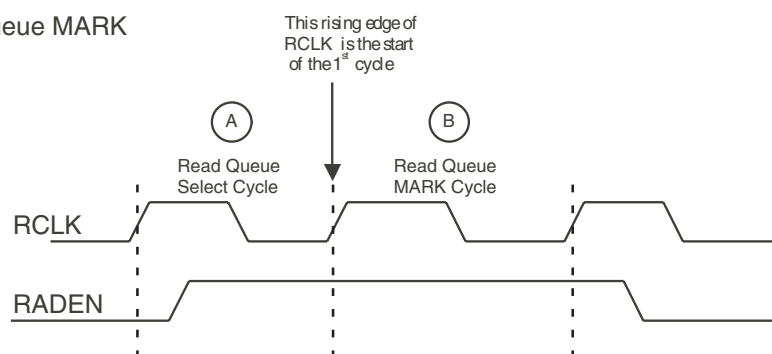 ueue MARK
This rising edge of
RCLK is the start
of the 1st cycle
A
B
Read Queue
Select Cycle
Read Queue
MARK Cycle
RCLK
RADEN